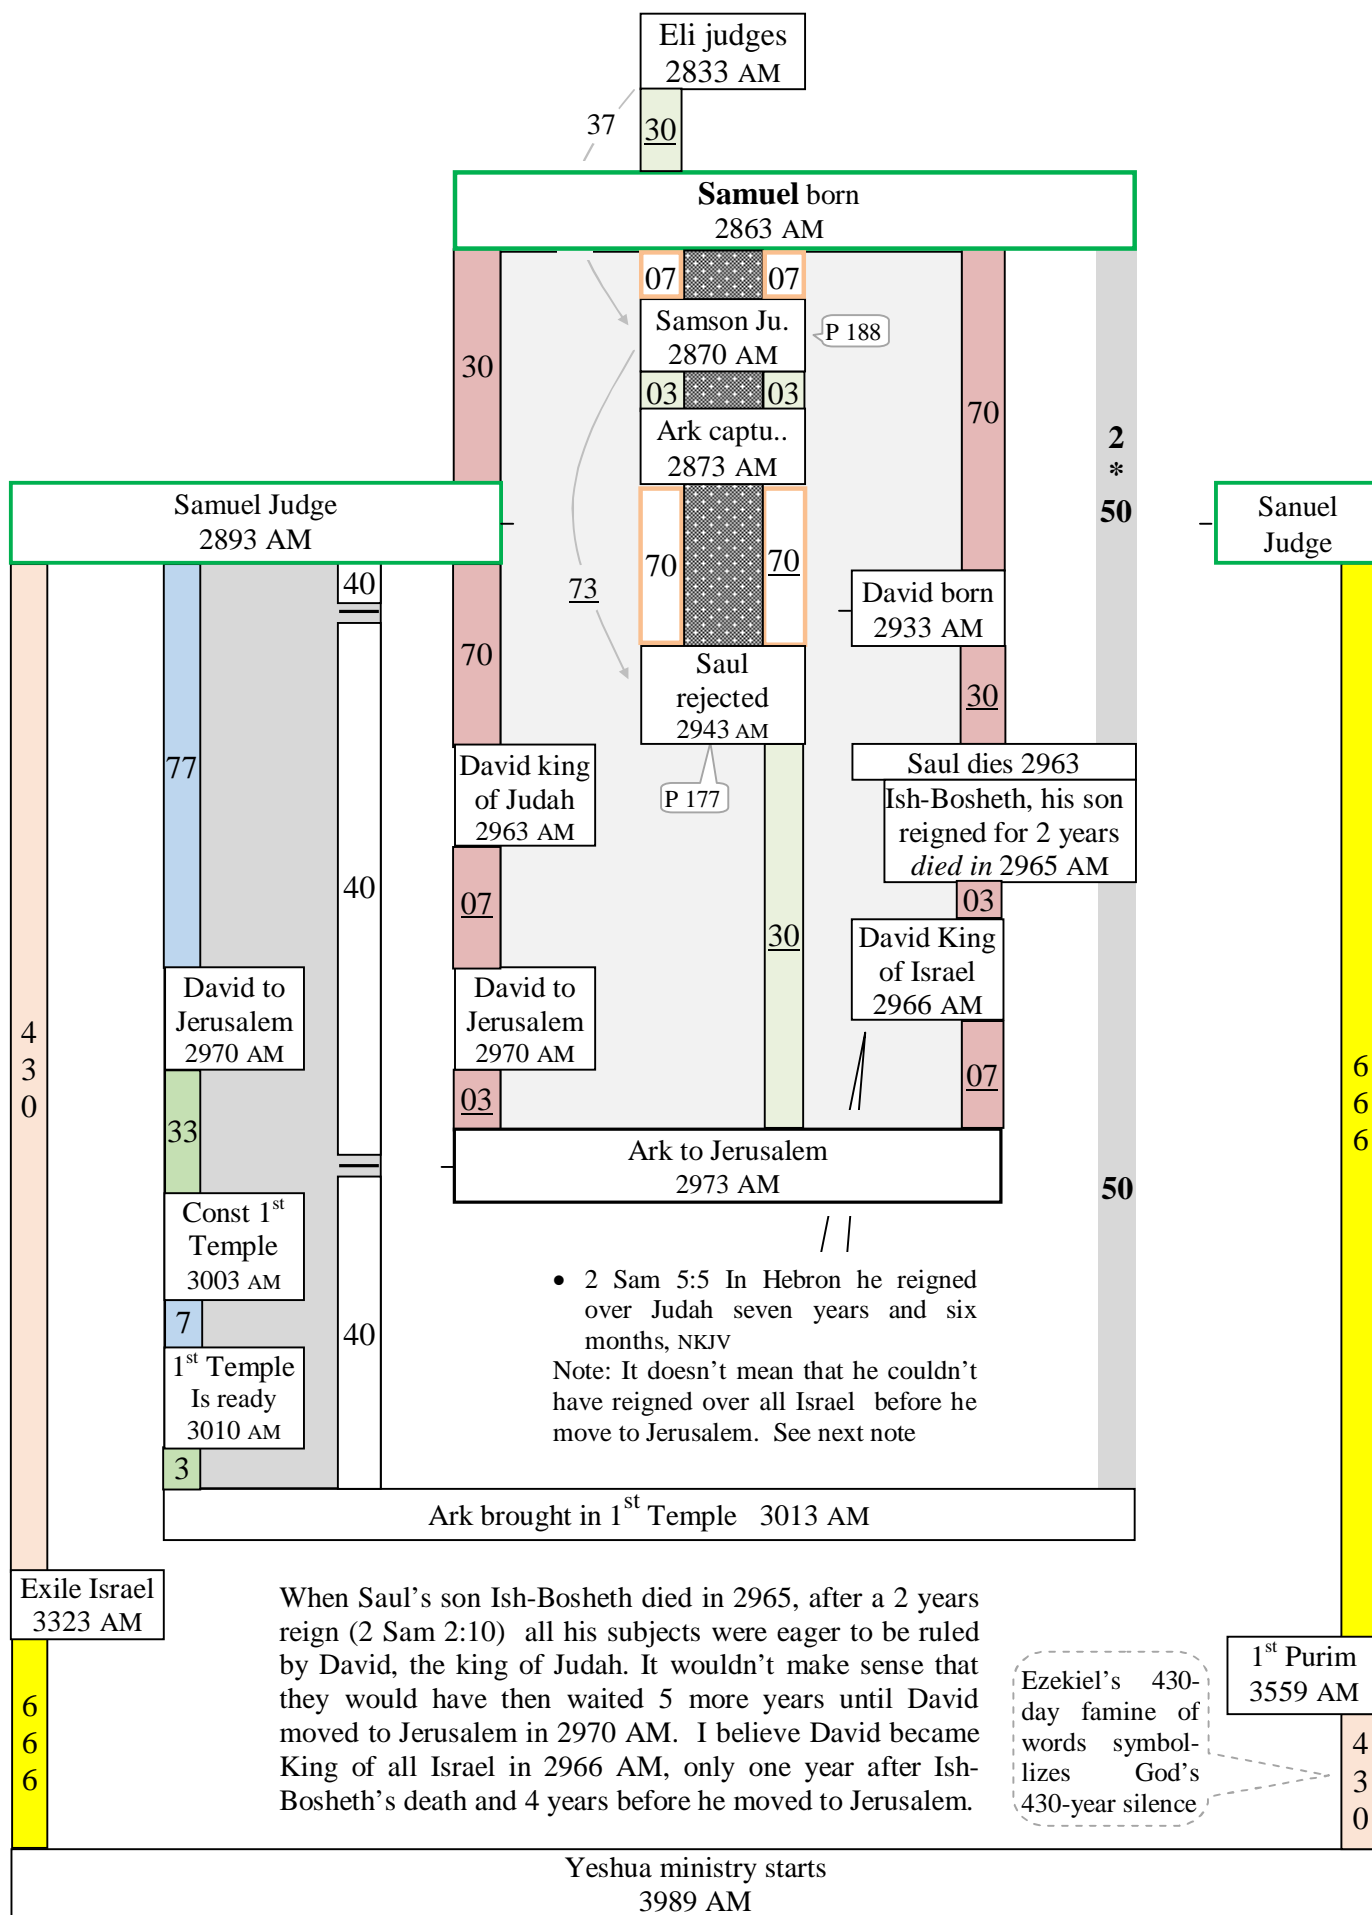 Eli judges
2833 AM
37
30
Samuel born
2863 AM
07
07
Samson Ju.
2870 AM
P 188
30
03
03
70
Ark captu..
2873 AM
2
*
50
Samuel Judge
2893 AM
Sanuel
Judge
70
70
73
40
David born
2933 AM
70
Saul
rejected
2943 AM
30
77
David king
of Judah
2963 AM
P 177
Saul dies 2963
Ish-Bosheth, his son
reigned for 2 years
died in 2965 AM
40
07
03
30
David King
of Israel
2966 AM
David to
Jerusalem
2970 AM
David to
Jerusalem
2970 AM
4
3
0
6
6
6
03
07
33
Ark to Jerusalem
2973 AM
50
Const 1st
Temple
3003 AM
7
40
1st Temple
Is ready
3010 AM
3
• 2 Sam 5:5 In Hebron he reigned
over Judah seven years and six
months, NKJV
Note: It doesn’t mean that he couldn’t
have reigned over all Israel before he
move to Jerusalem. See next note
Ark brought in 1st Temple 3013 AM
Exile Israel
3323 AM
When Saul’s son Ish-Bosheth died in 2965, after a 2 years
reign (2 Sam 2:10) all his subjects were eager to be ruled
by David, the king of Judah. It wouldn’t make sense that
they would have then waited 5 more years until David
moved to Jerusalem in 2970 AM. I believe David became
King of all Israel in 2966 AM, only one year after Ish-
Bosheth’s death and 4 years before he moved to Jerusalem.
1st Purim
3559 AM
Ezekiel’s 430-
day famine of
words symbol-
lizes God’s
430-year silence
6
6
6
4
3
0
Yeshua ministry starts
3989 AM